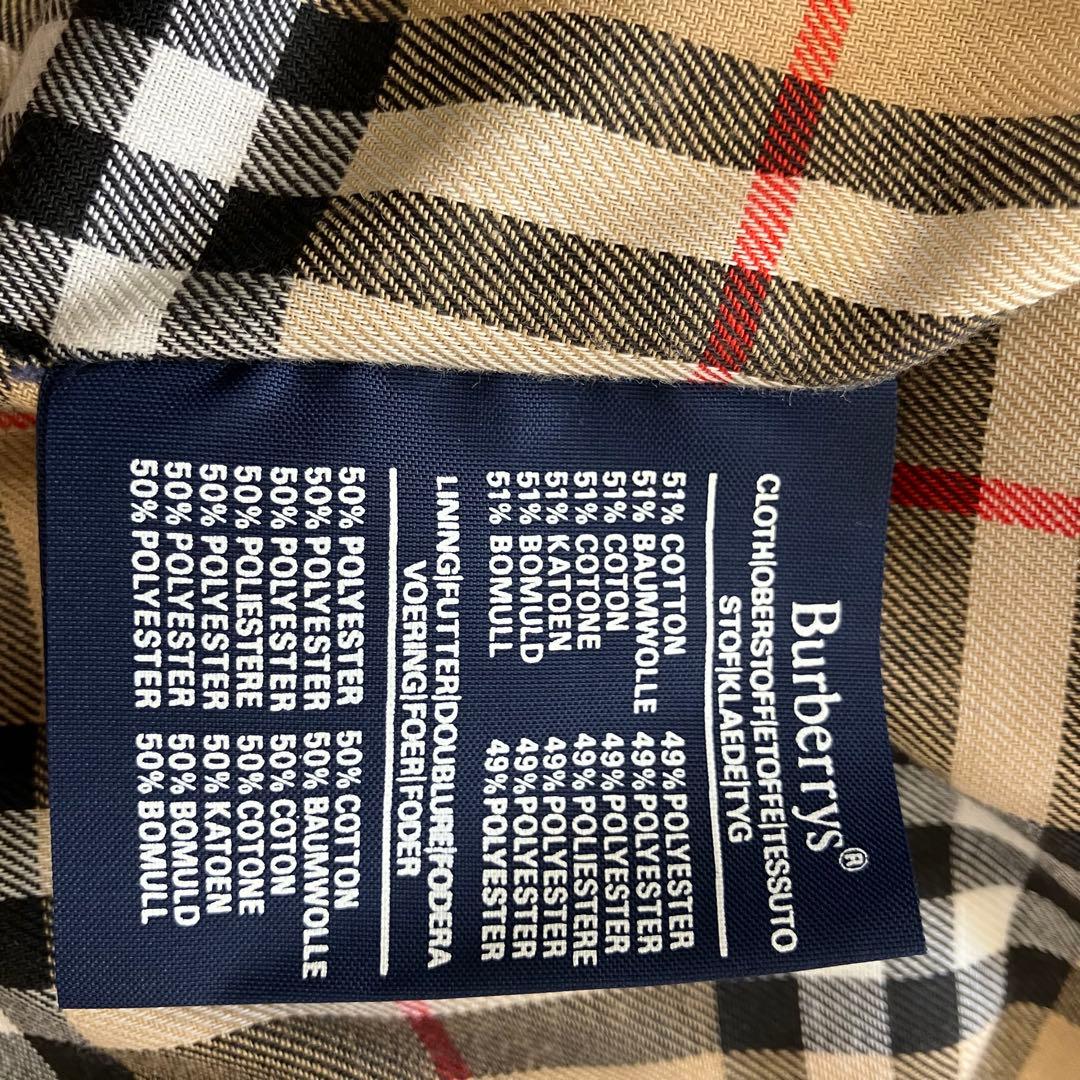 Burberrys®
CLOTH|OBERSTOFF|ETOFFE|TESSUTO
STOF|KLAEDE|TYG
51% COTTON 49% POLYESTER
51% BAUMWOLLE 49% POLYESTER
51% COTON 49% POLYESTER
51% COTONE 49% POLIESTERE
51% KATOEN 49% POLYESTER
51% BOMULD 49% POLYESTER
51% BOMULL 49% POLYESTER
LINING|FUTTER|DOUBLURE|FODERA
VOERING|FOER|FODER
50% POLYESTER 50% COTTON
50% POLYESTER 50% BAUMWOLLE
50% POLYESTER 50% COTON
50% POLIESTERE 50% COTONE
50% POLYESTER 50% KATOEN
50% POLYESTER 50% BOMULD
50% POLYESTER 50% BOMULL